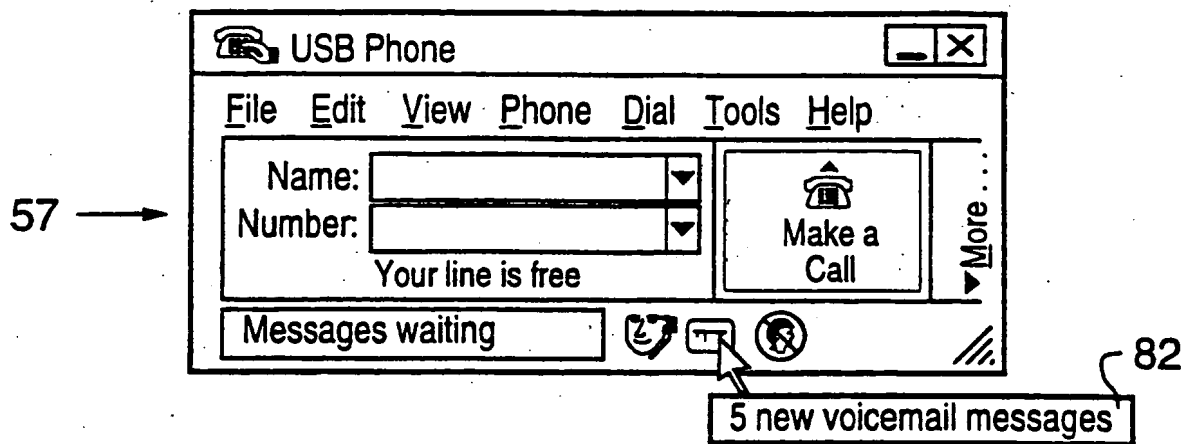 USB Phone
File Edit View Phone Dial Tools Help
Name:
Number:
Your line is free
Make a
Call
More...
57
Messages waiting
82
5 new voicemail messages